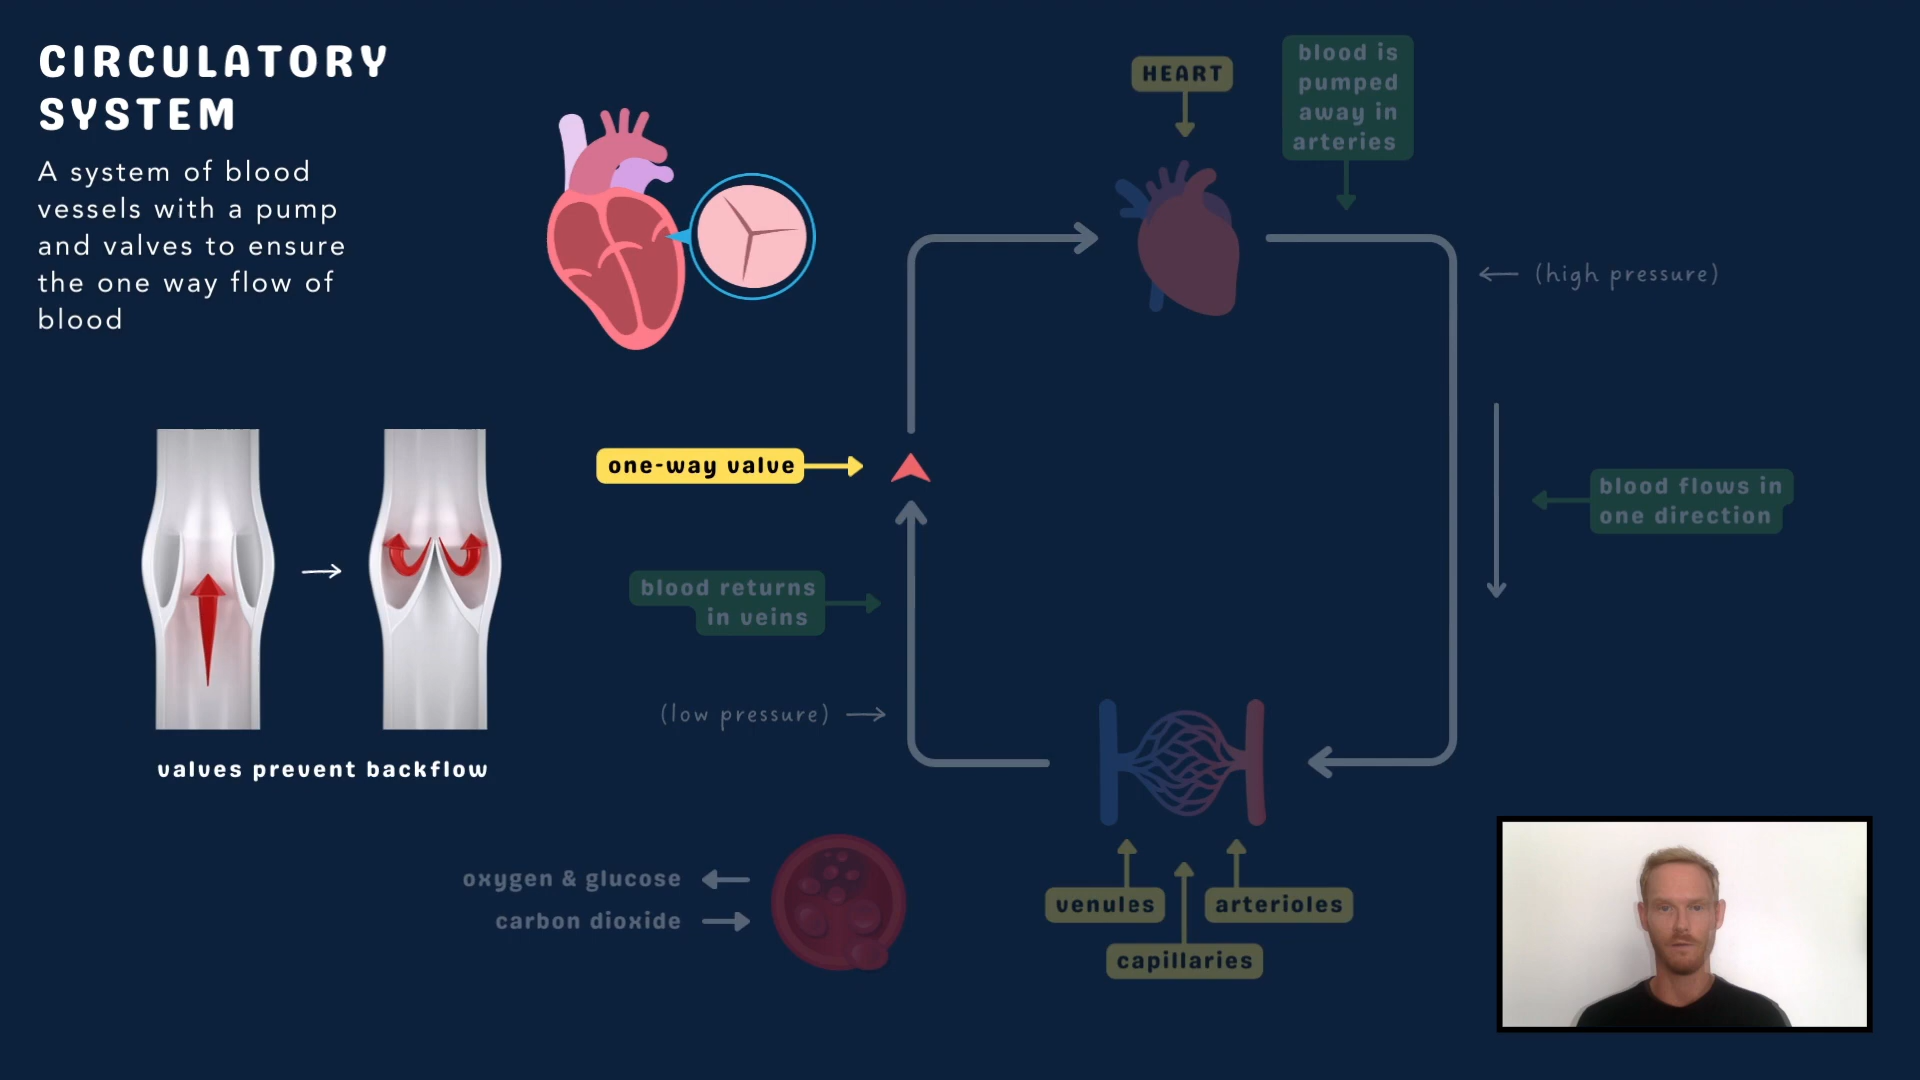 CIRCULATORY
SYSTEM
A system of blood
vessels with a pump
and valves to ensure
the one way flow of
blood
HEART
blood is
pumped
away in
arteries
(high pressure)
one-way valve
blood flows in
one direction
blood returns
in veins
(low pressure)
valves prevent backflow
oxygen & glucose
carbon dioxide
venules
arterioles
capillaries